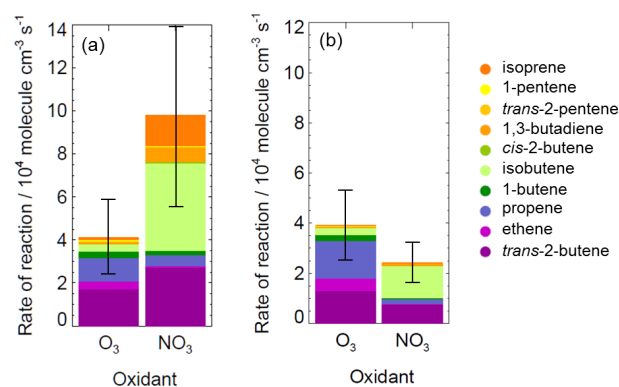 (a)
Rate of reaction / 10⁴ molecule cm⁻³ s⁻¹
14
12
10
8
6
4
2
0
O₃ NO₃
Oxidant
(b)
Rate of reaction / 10⁴ molecule cm⁻³ s⁻¹
12
10
8
6
4
2
0
O₃ NO₃
Oxidant
isoprene
1-pentene
trans-2-pentene
1,3-butadiene
cis-2-butene
isobutene
1-butene
propene
ethene
trans-2-butene